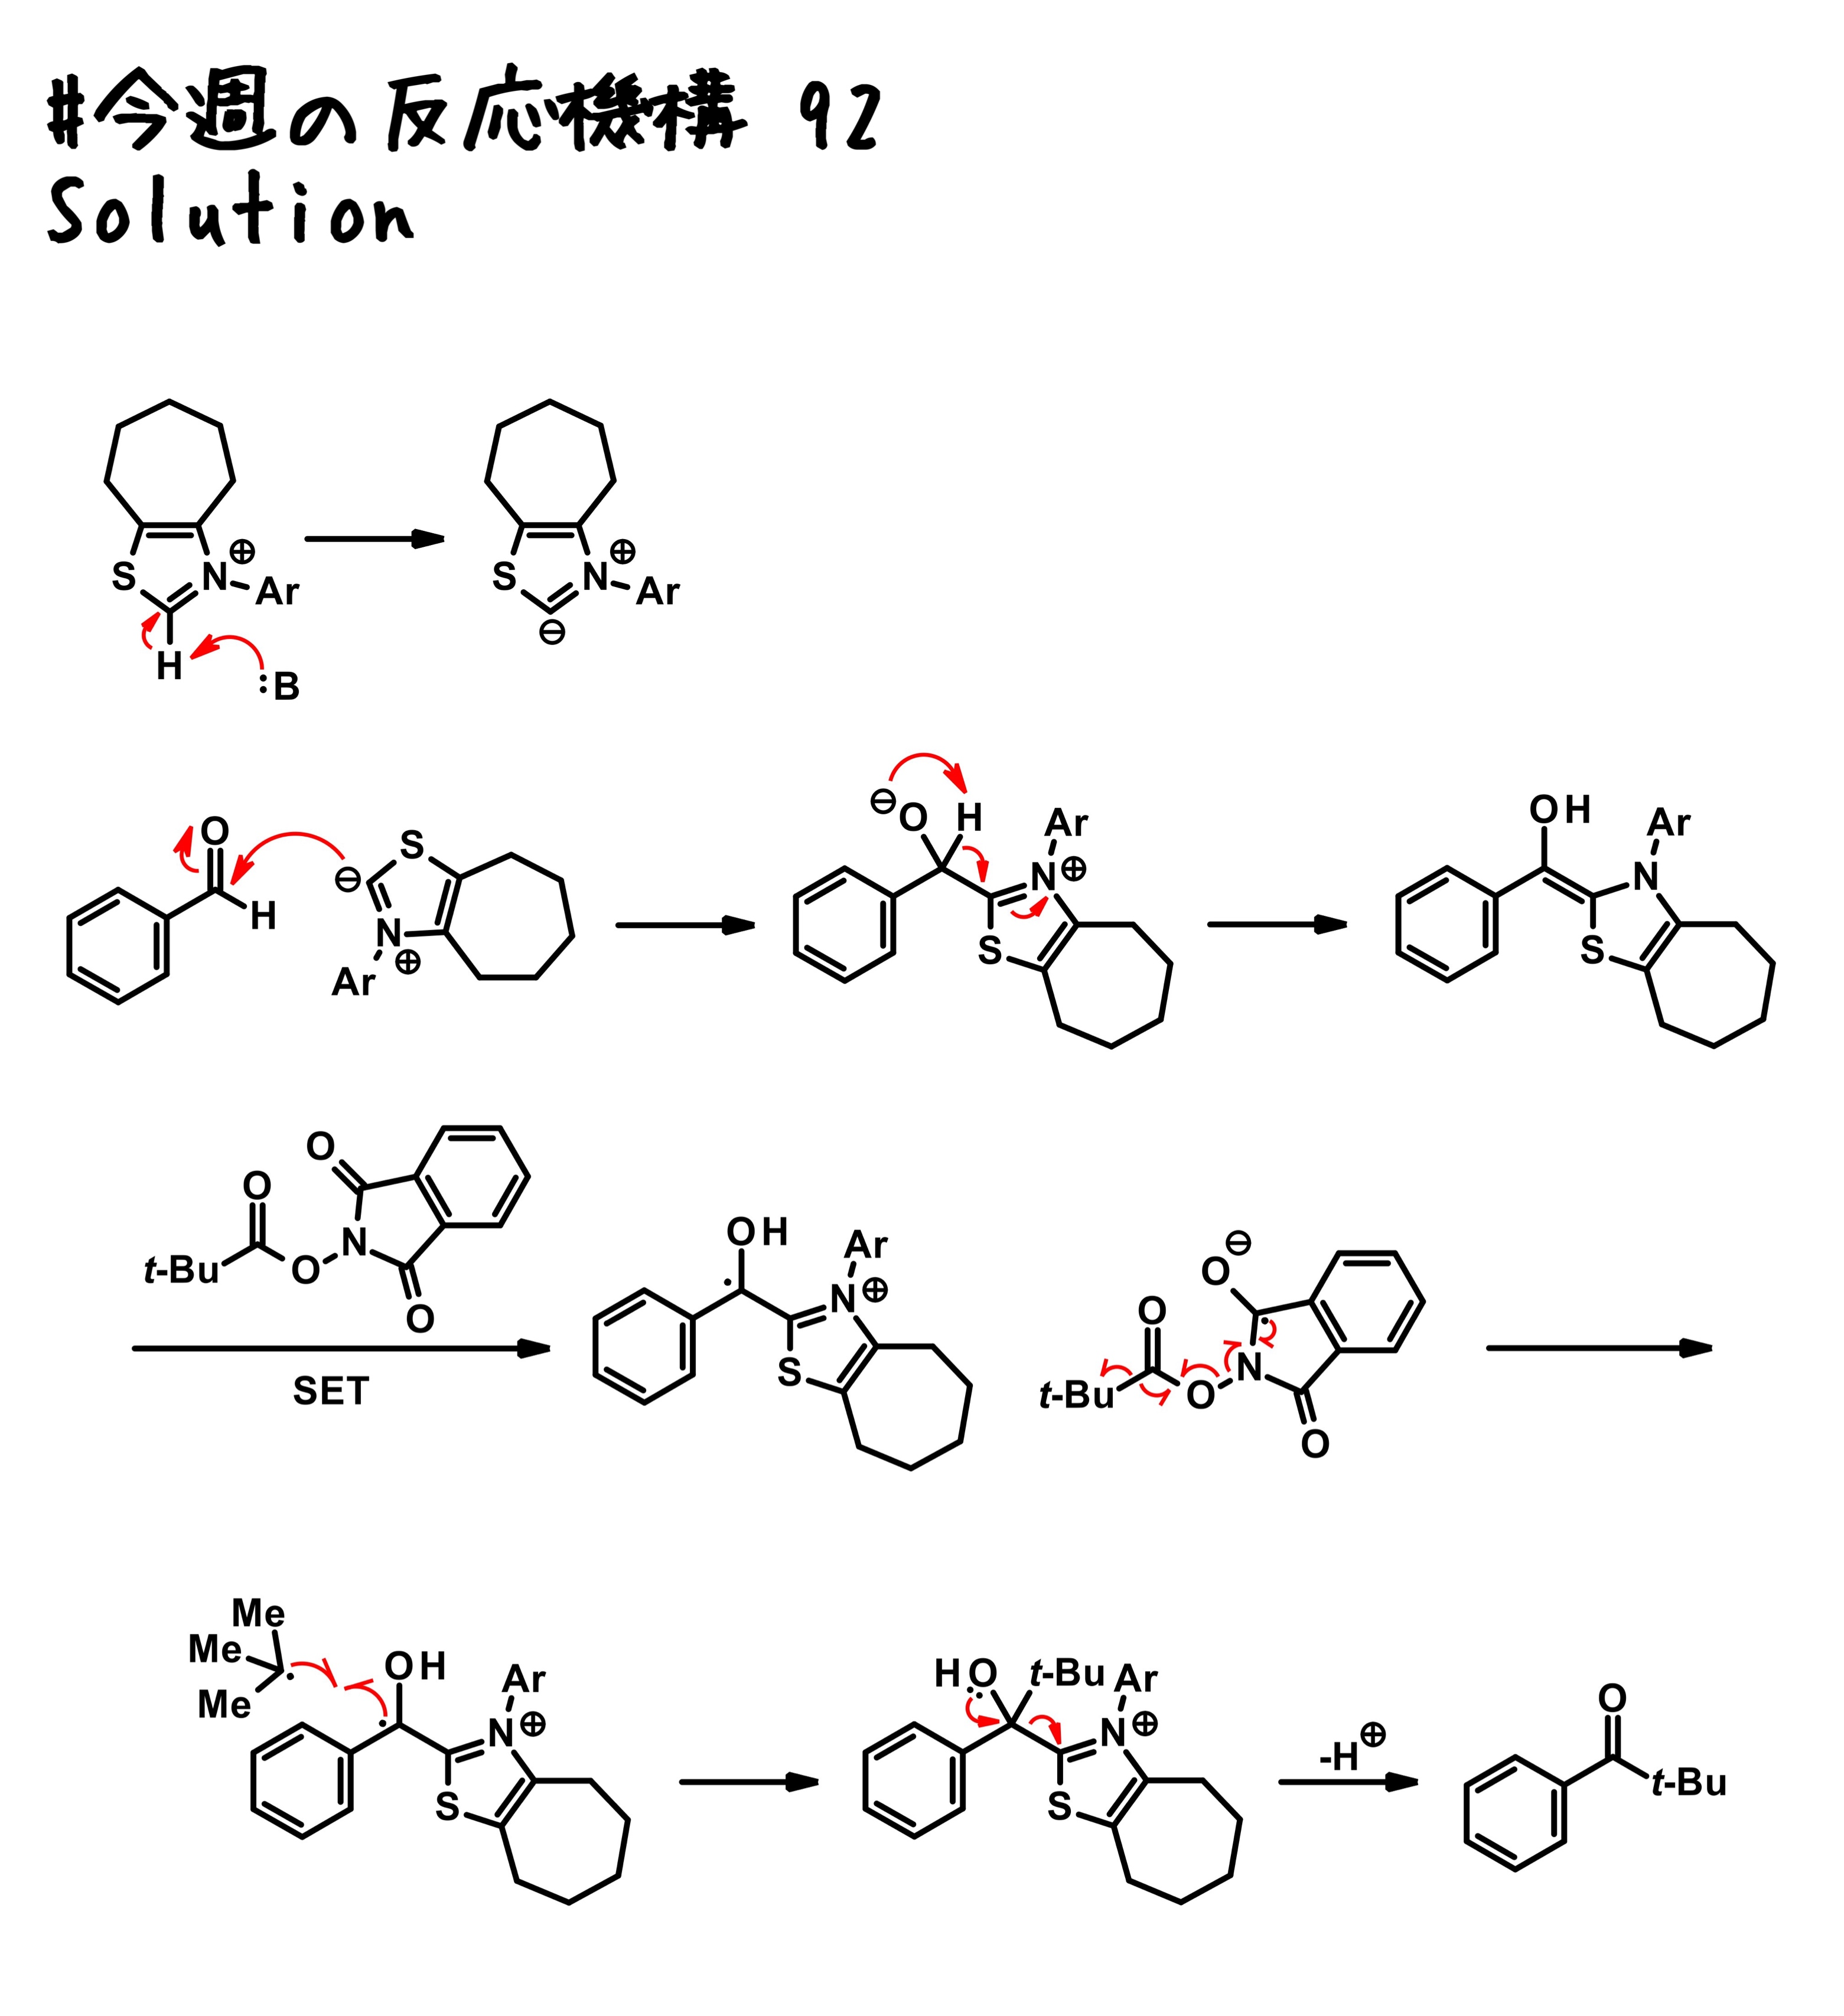 #今週の反応機構 92
Solution
S N ⊕ Ar
H :B
S N ⊕ Ar
⊖
O H
⊖ S N ⊕ Ar
⊖ O H Ar N ⊕ S
OH Ar N S
O O t-Bu O N O
SET
OH Ar N ⊕ S
O t-Bu O N O ⊖ O
Me Me Me
OH Ar N ⊕ S
HO t-Bu Ar N ⊕ S
-H ⊕
O t-Bu